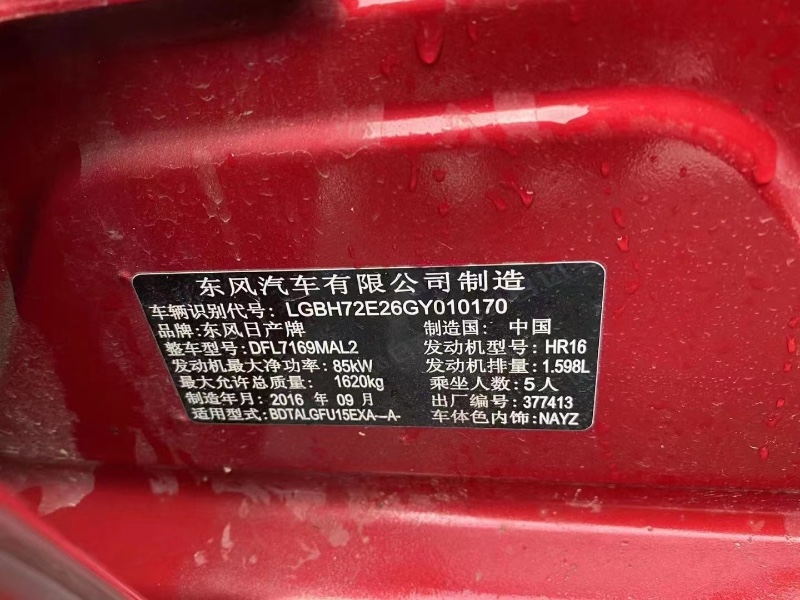 东风汽车有限公司制造
车辆识别代号: LGBH72E26GY010170
品牌:东风日产牌 制造国: 中国
整车型号:DFL7169MAL2 发动机型号:HR16
发动机最大净功率:85kW 发动机排量:1.598L
最大允许总质量: 1620kg 乘坐人数:5人
制造年月:2016 年 09 月 出厂编号:377413
适用型式:BDTALGFU15EXA--A- 车体色内饰:NAYZ